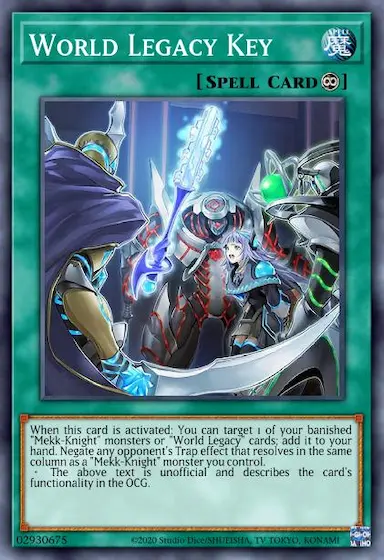 WORLD LEGACY KEY
SPELL
魔
[SPELL CARD]
When this card is activated: You can target 1 of your banished
"Mekk-Knight" monsters or "World Legacy" cards; add it to your
hand. Negate any opponent's Trap effect that resolves in the same
column as a "Mekk-Knight" monster you control.
· The above text is unofficial and describes the card's
functionality in the OCG.
02930675
©2020 Studio Dice/SHUEISHA, TV TOKYO, KONAMI